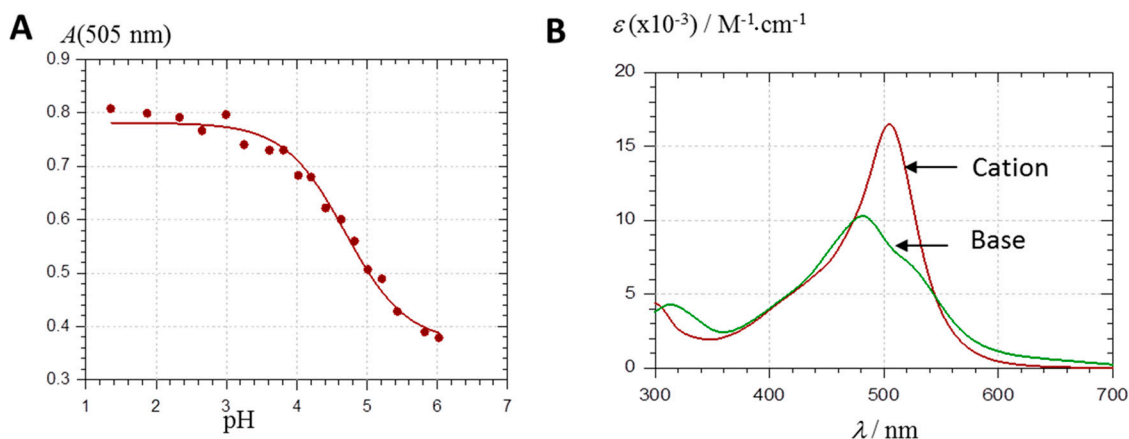 A
A(505 nm)
0.9
0.8
0.7
0.6
0.5
0.4
0.3
1 2 3 4 5 6 7
pH
B
ε (x10⁻³) / M⁻¹·cm⁻¹
20
15
10
5
0
300 400 500 600 700
λ / nm
Cation
Base